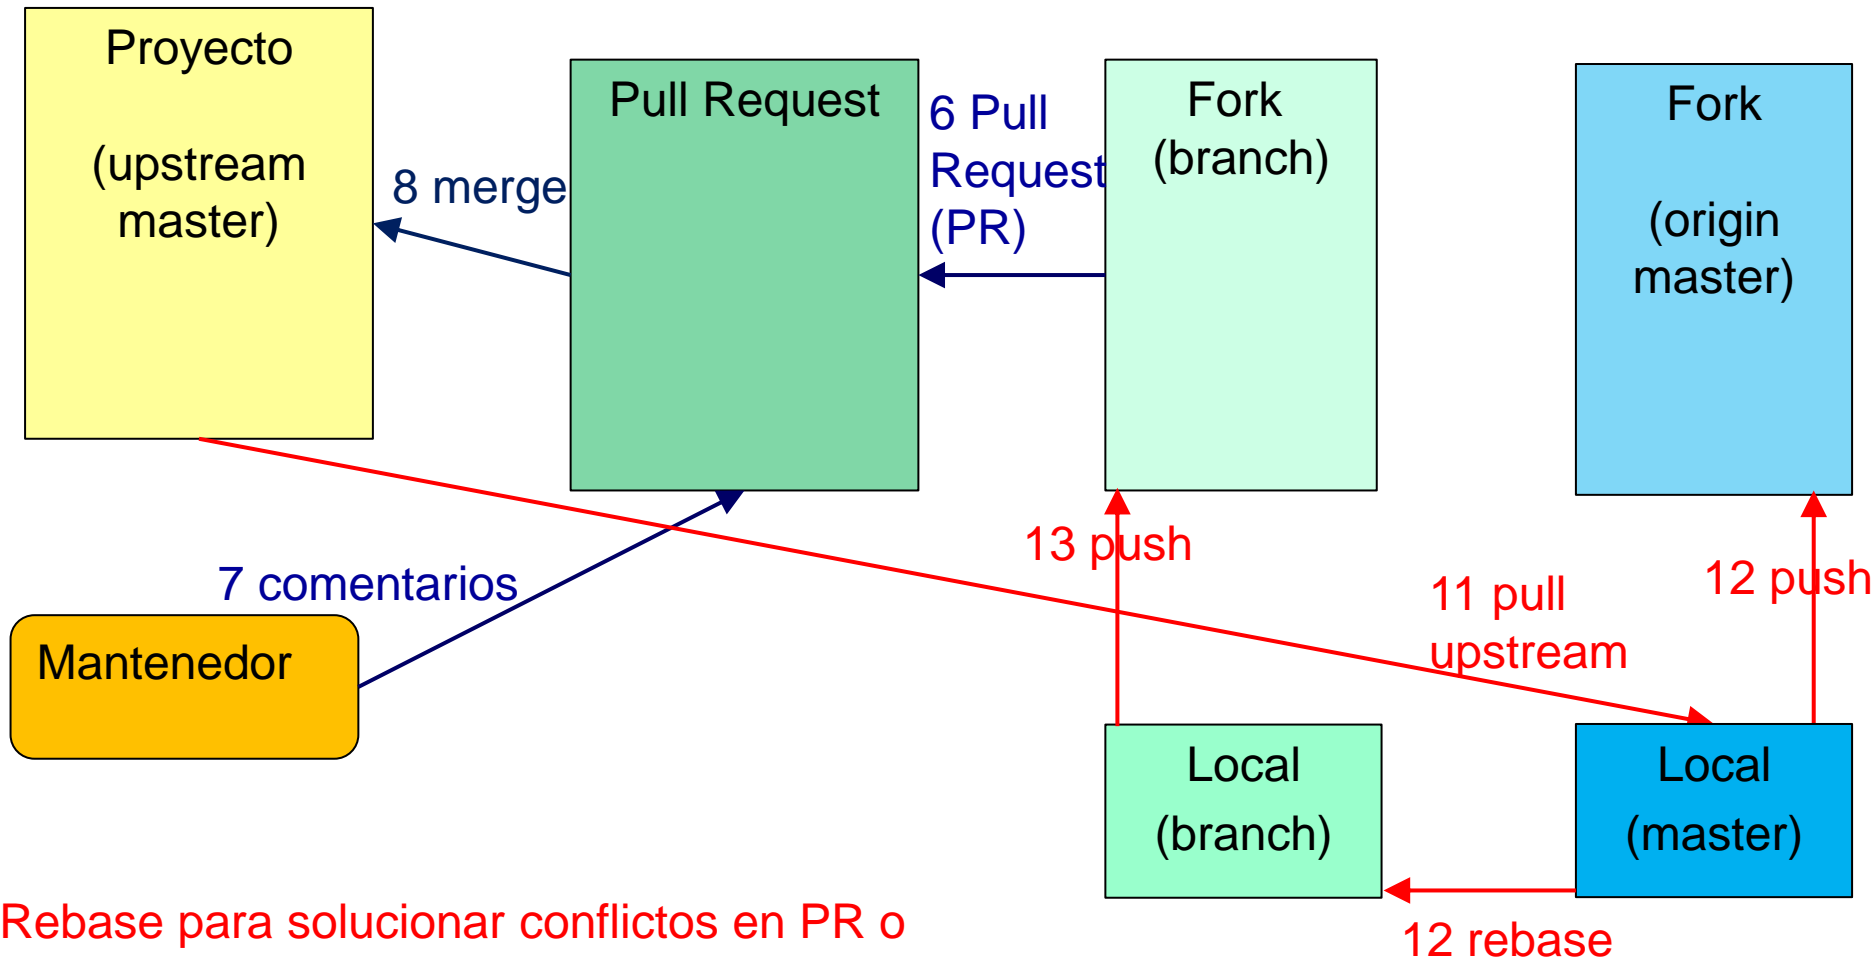 Proyecto
(upstream
master)
8 merge
Pull Request
6 Pull
Request
(PR)
Fork
(branch)
Fork
(origin
master)
7 comentarios
Mantenedor
13 push
11 pull
upstream
12 push
Local
(branch)
Local
(master)
12 rebase
Rebase para solucionar conflictos en PR o